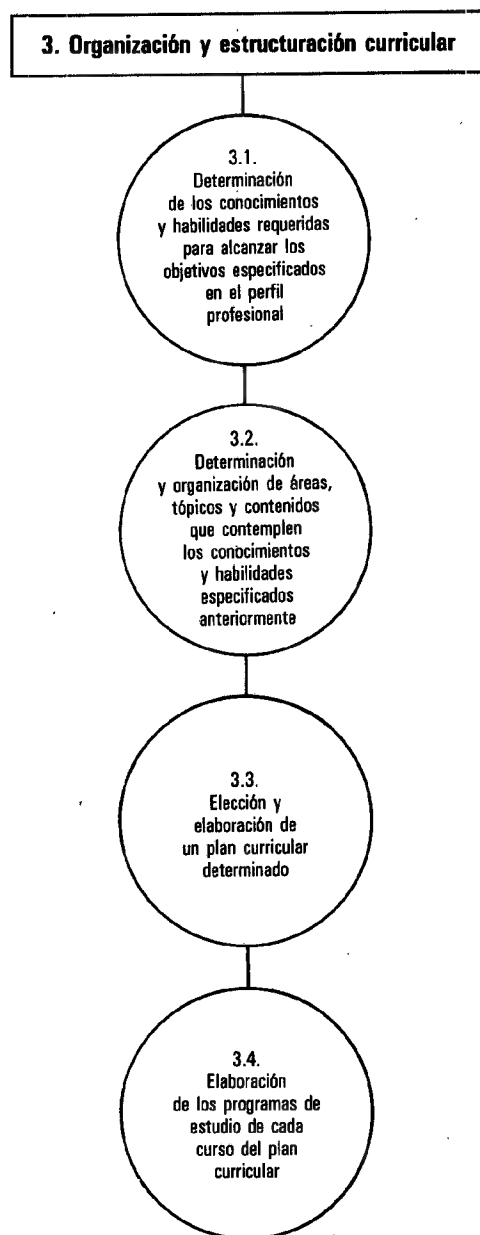 3. Organización y estructuración curricular
3.1.
Determinación
de los conocimientos
y habilidades requeridas
para alcanzar los
objetivos especificados
en el perfil
profesional
3.2.
Determinación
y organización de áreas,
tópicos y contenidos
que contemplen
los conocimientos
y habilidades
especificados
anteriormente
3.3.
Elección y
elaboración de
un plan curricular
determinado
3.4.
Elaboración
de los programas de
estudio de cada
curso del plan
curricular